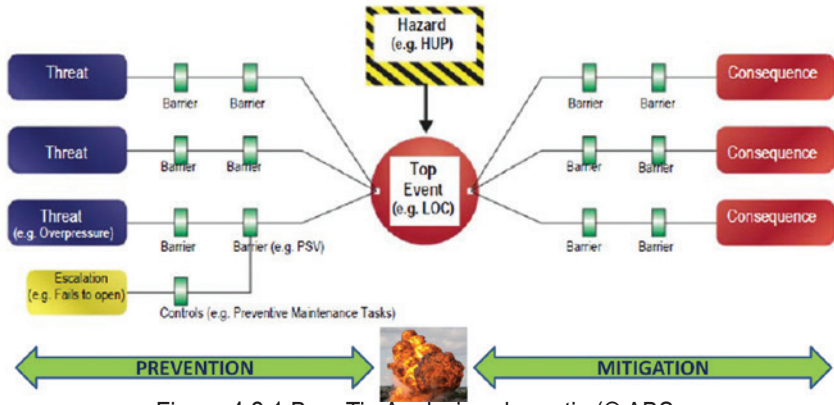 Hazard
(e.g. HUP)
Threat
Barrier
Barrier
Barrier
Barrier
Consequence
Threat
Barrier
Barrier
Top
Event
(e.g. LOC)
Barrier
Barrier
Consequence
Threat
(e.g. Overpressure)
Barrier
Barrier (e.g. PSV)
Barrier
Barrier
Consequence
Escalation
(e.g. Fails to open)
Controls (e.g. Preventive Maintenance Tasks)
PREVENTION
MITIGATION